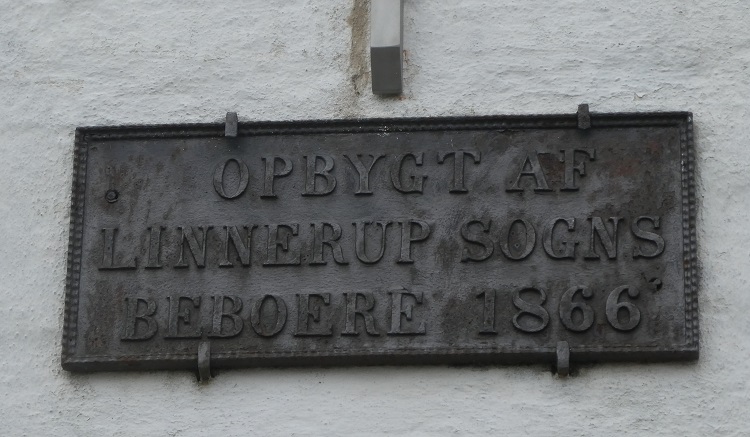 OPBYGT AF
LINNERUP SOGNS
BEBOERE 1866